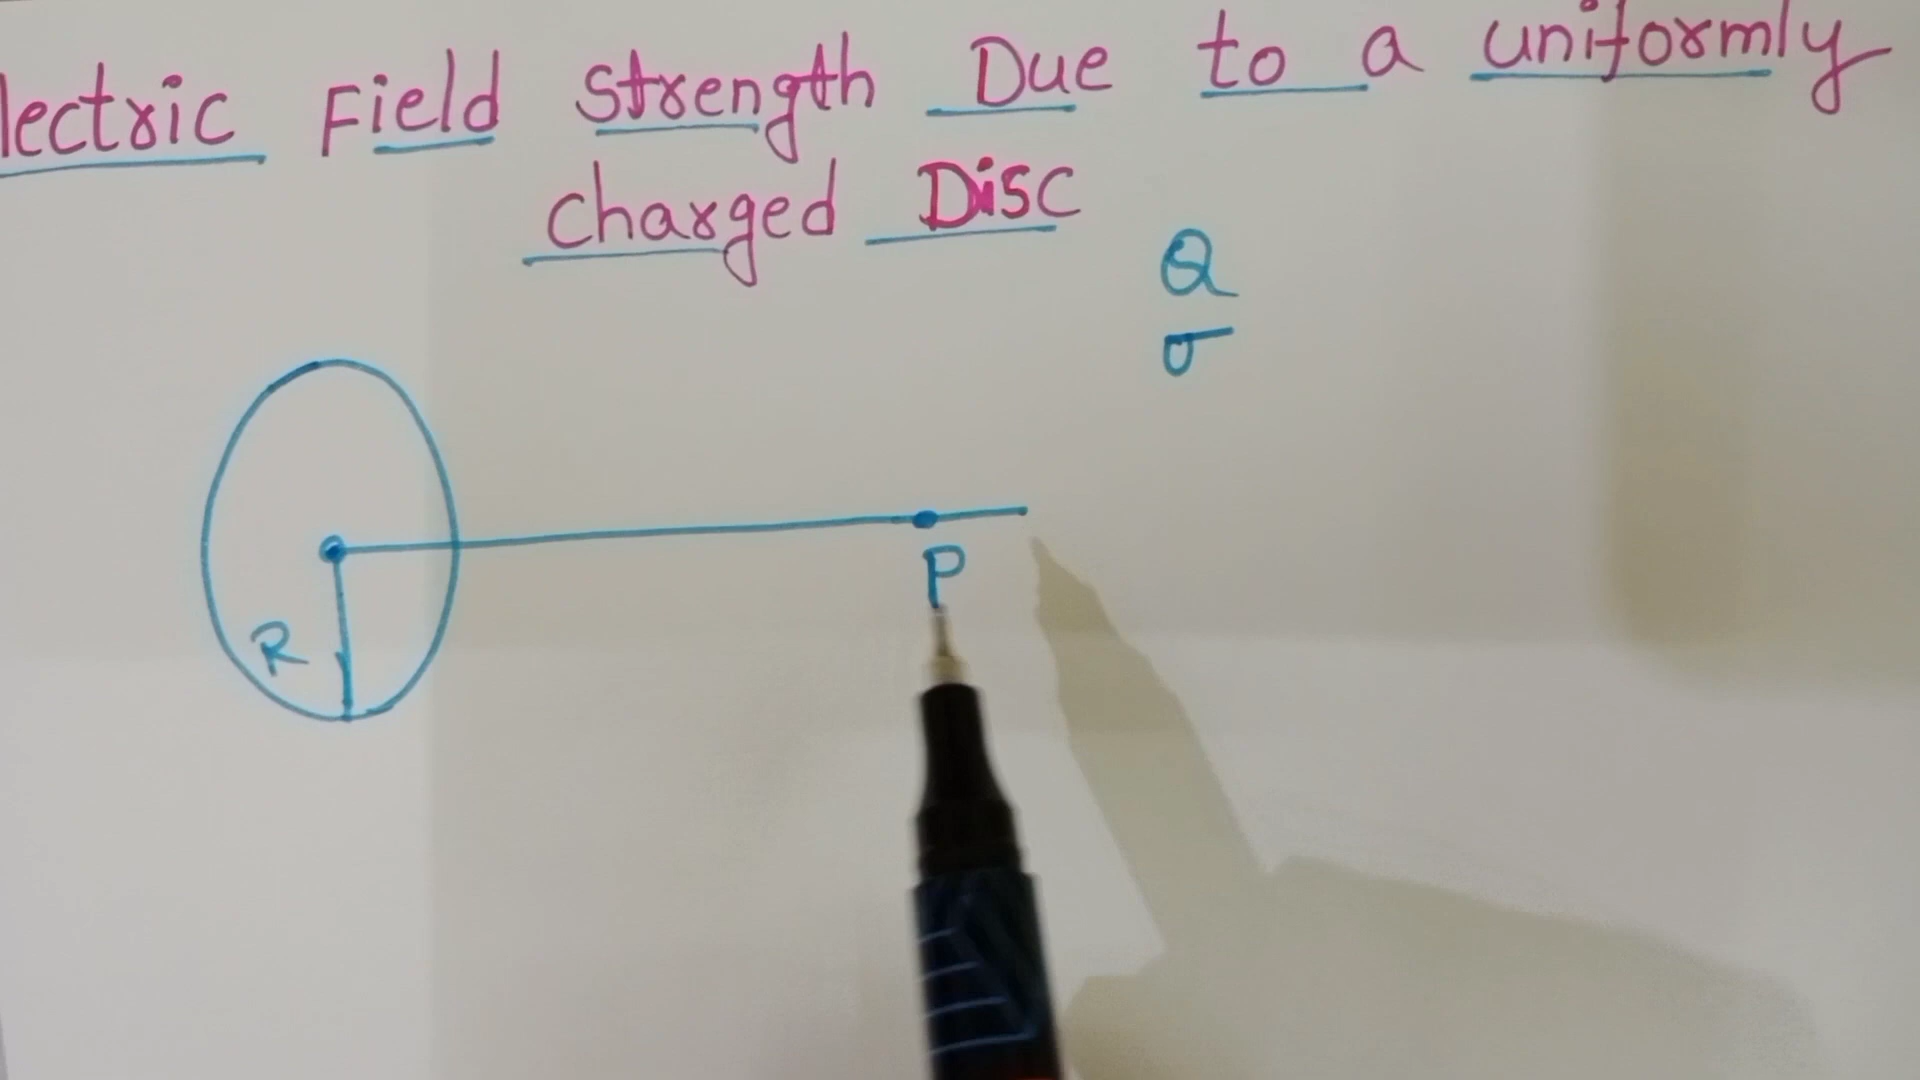 lectric Field Strength Due to a uniformly
charged Disc
Q
σ
P
R